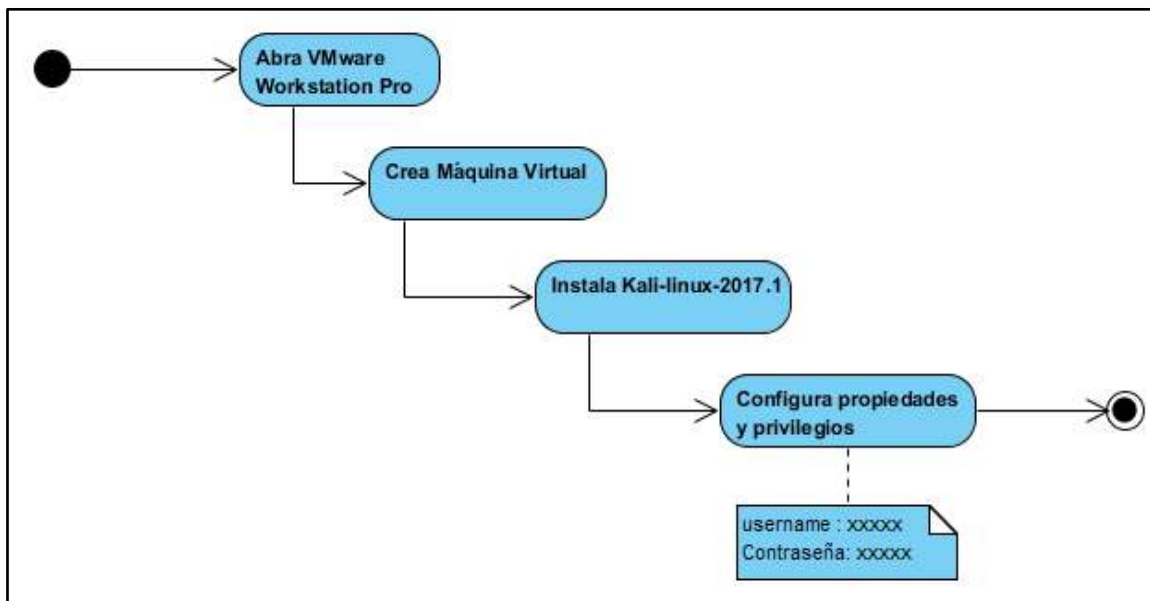 Abra VMware
Workstation Pro
Crea Máquina Virtual
Instala Kali-linux-2017.1
Configura propiedades
y privilegios
username : xxxxx
Contraseña: xxxxx